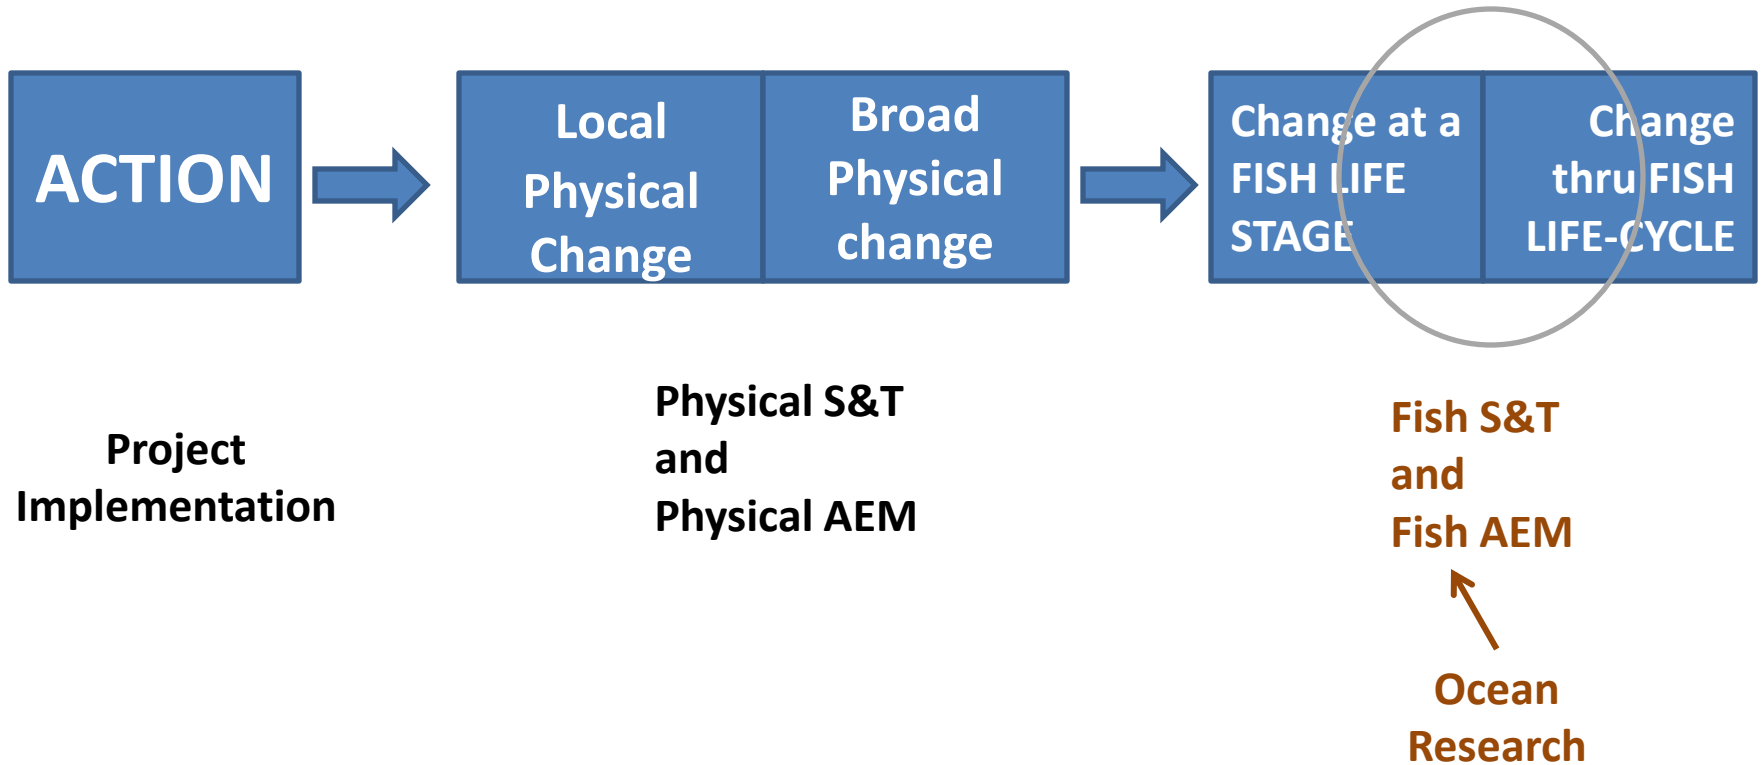 ACTION
Local
Physical
Change
Broad
Physical
change
Change at a
FISH LIFE
STAGE
Change
thru FISH
LIFE-CYCLE
Project
Implementation
Physical S&T
and
Physical AEM
Fish S&T
and
Fish AEM
Ocean
Research